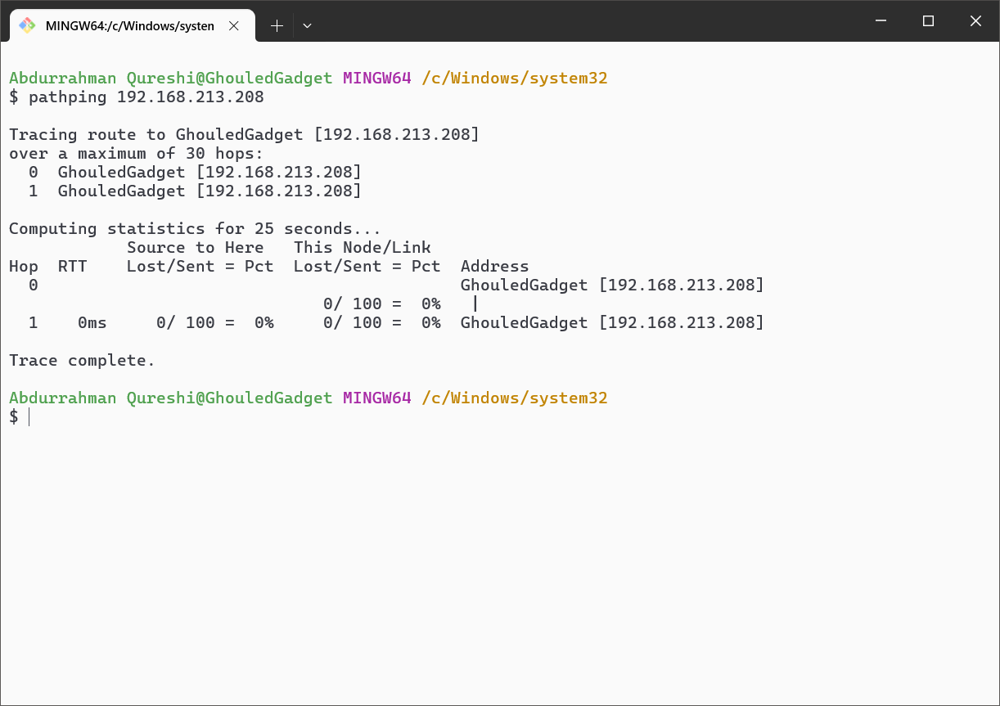 MINGW64:/c/Windows/systen
Abdurrahman Qureshi@GhouledGadget MINGW64 /c/Windows/system32
$ pathping 192.168.213.208
Tracing route to GhouledGadget [192.168.213.208]
over a maximum of 30 hops:
  0  GhouledGadget [192.168.213.208]
  1  GhouledGadget [192.168.213.208]
Computing statistics for 25 seconds...
            Source to Here   This Node/Link
Hop  RTT    Lost/Sent = Pct  Lost/Sent = Pct  Address
  0                                           GhouledGadget [192.168.213.208]
                                0/ 100 =  0%   |
  1    0ms     0/ 100 =  0%     0/ 100 =  0%  GhouledGadget [192.168.213.208]
Trace complete.
Abdurrahman Qureshi@GhouledGadget MINGW64 /c/Windows/system32
$